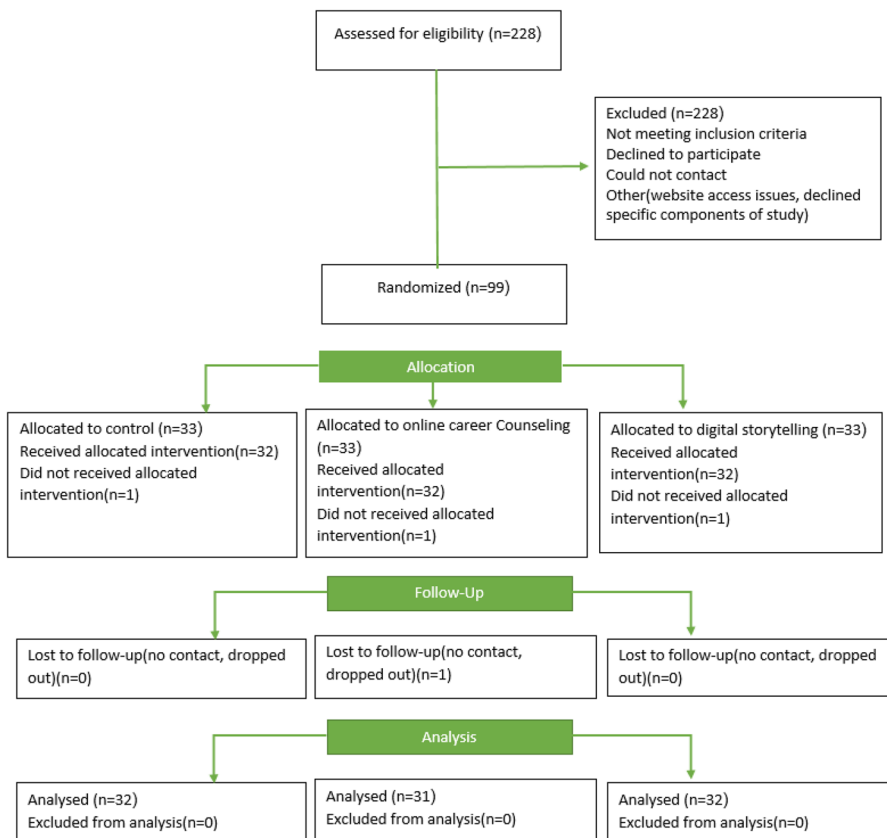 Assessed for eligibility (n=228)
Excluded (n=228)
Not meeting inclusion criteria
Declined to participate
Could not contact
Other(website access issues, declined
specific components of study)
Randomized (n=99)
Allocation
Allocated to control (n=33)
Received allocated intervention(n=32)
Did not received allocated
intervention(n=1)
Allocated to online career Counseling
(n=33)
Received allocated
intervention(n=32)
Did not received allocated
intervention(n=1)
Allocated to digital storytelling (n=33)
Received allocated
intervention(n=32)
Did not received allocated
intervention(n=1)
Follow-Up
Lost to follow-up(no contact, dropped
out)(n=0)
Lost to follow-up(no contact,
dropped out)(n=1)
Lost to follow-up(no contact, dropped
out)(n=0)
Analysis
Analysed (n=32)
Excluded from analysis(n=0)
Analysed (n=31)
Excluded from analysis(n=0)
Analysed (n=32)
Excluded from analysis(n=0)